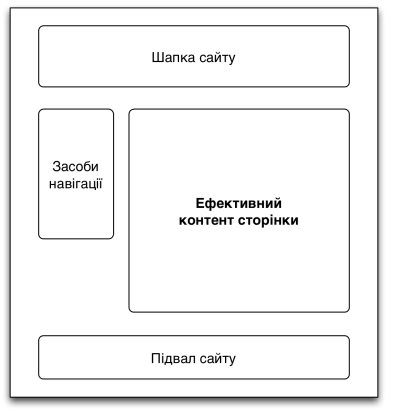 Шапка сайту
Засоби
навігації
Ефективний
контент сторінки
Підвал сайту